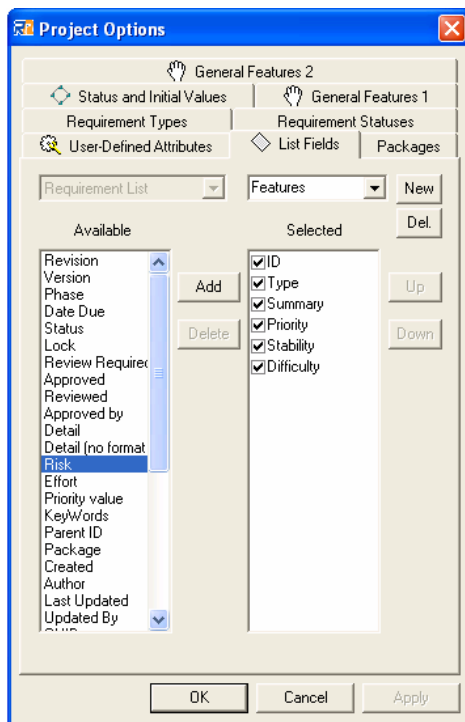 Project Options
General Features 2
Status and Initial Values
General Features 1
Requirement Types
Requirement Statuses
User-Defined Attributes
List Fields
Packages
Requirement List
Features
New
Del.
Available
Selected
Revision
Version
Phase
Date Due
Status
Lock
Review Required
Approved
Reviewed
Approved by
Detail
Detail (no format
Risk
Effort
Priority value
KeyWords
Parent ID
Package
Created
Author
Last Updated
Updated By
Add
Delete
ID
Type
Summary
Priority
Stability
Difficulty
Up
Down
OK
Cancel
Apply